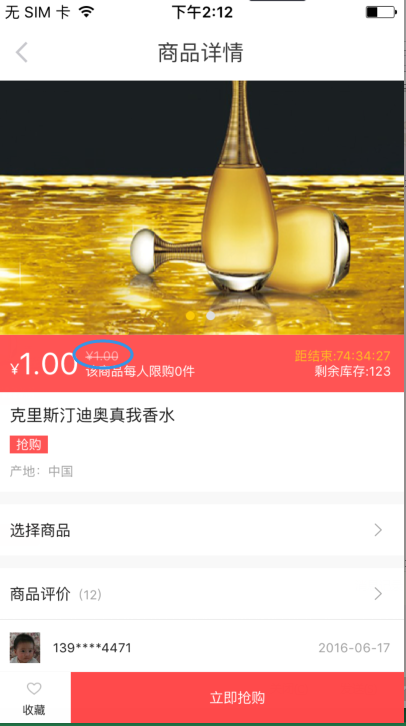 无 SIM 卡 下午2:12
商品详情
¥1.00 ¥1.00 距结束:74:34:27
该商品每人限购0件 剩余库存:123
克里斯汀迪奥真我香水
抢购
产地：中国
选择商品
商品评价 (12)
139****4471 2016-06-17
收藏 立即抢购